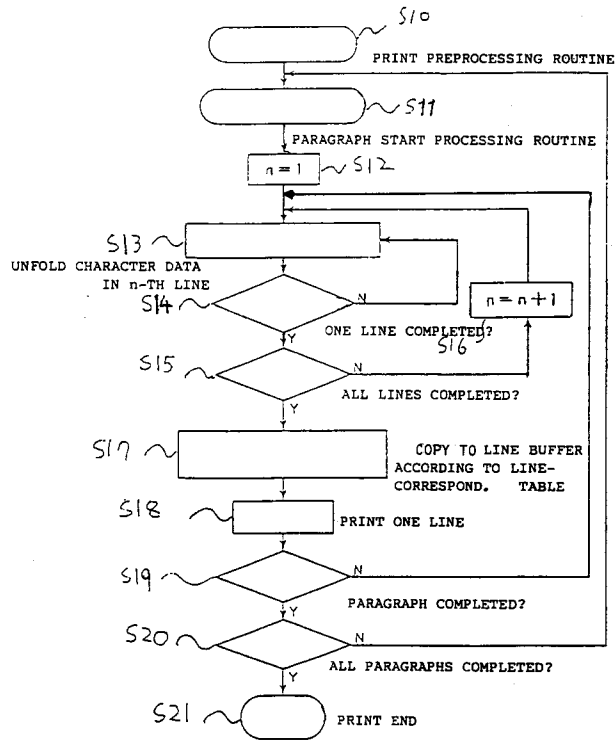 S10
PRINT PREPROCESSING ROUTINE
S11
PARAGRAPH START PROCESSING ROUTINE
n = 1
S12
S13
UNFOLD CHARACTER DATA
IN n-TH LINE
S14
N
ONE LINE COMPLETED?
Y
n = n + 1
S16
S15
N
ALL LINES COMPLETED?
Y
S17
COPY TO LINE BUFFER
ACCORDING TO LINE-
CORRESPOND. TABLE
S18
PRINT ONE LINE
S19
N
PARAGRAPH COMPLETED?
Y
S20
N
ALL PARAGRAPHS COMPLETED?
Y
S21
PRINT END